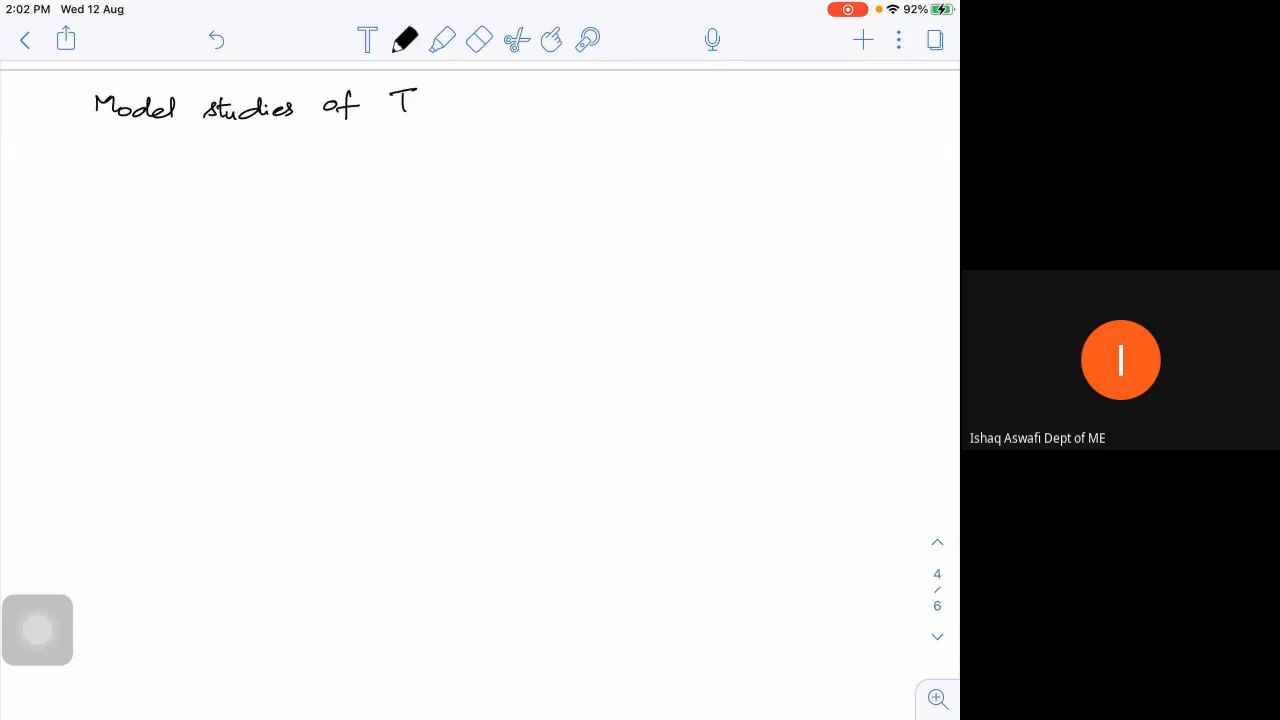 2:02 PM Wed 12 Aug 92%
T
Model studies of T
4
6
I
Ishaq Aswafi Dept of ME